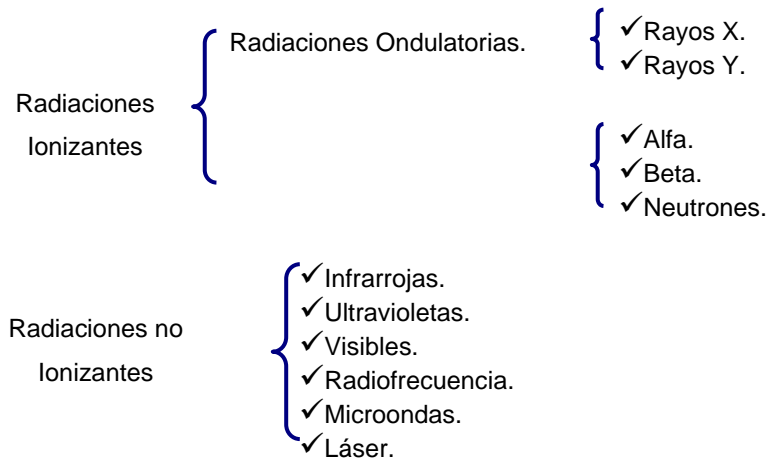 Radiaciones
Ionizantes
Radiaciones Ondulatorias.
✓Rayos X.
✓Rayos Y.
✓Alfa.
✓Beta.
✓Neutrones.
Radiaciones no
Ionizantes
✓Infrarrojas.
✓Ultravioletas.
✓Visibles.
✓Radiofrecuencia.
✓Microondas.
✓Láser.